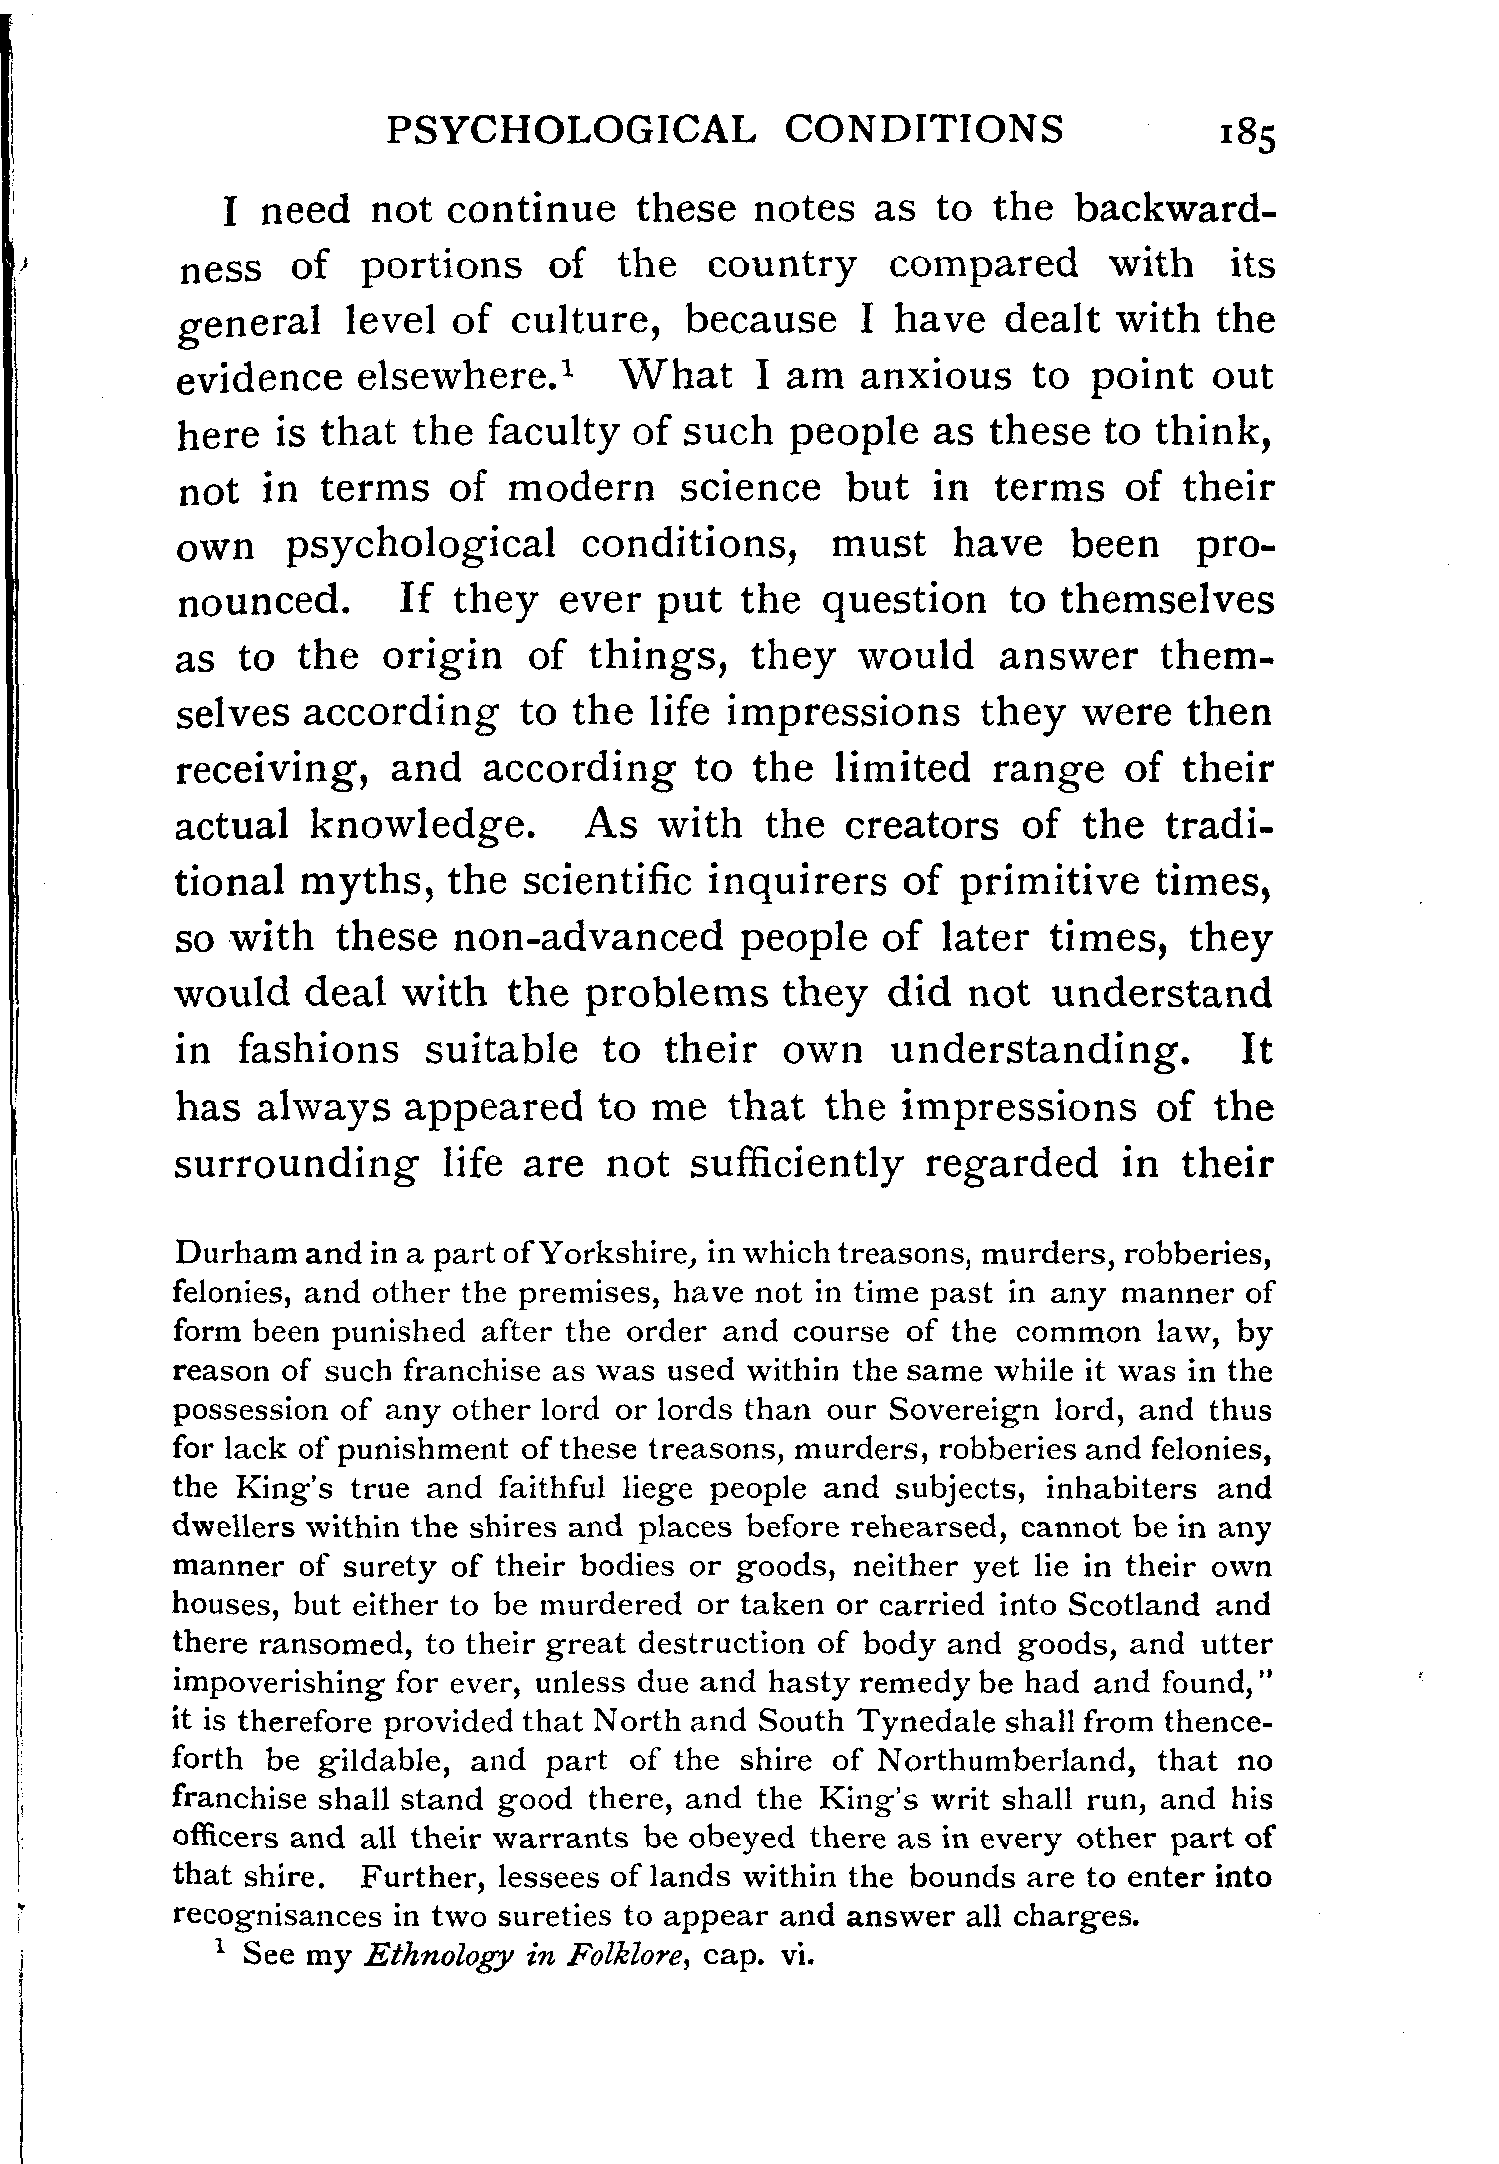 PSYCHOLOGICAL CONDITIONS 185
I need not continue these notes as to the backward-
ness of portions of the country compared with its
general level of culture, because I have dealt with the
evidence elsewhere.¹ What I am anxious to point out
here is that the faculty of such people as these to think,
not in terms of modern science but in terms of their
own psychological conditions, must have been pro-
nounced. If they ever put the question to themselves
as to the origin of things, they would answer them-
selves according to the life impressions they were then
receiving, and according to the limited range of their
actual knowledge. As with the creators of the tradi-
tional myths, the scientific inquirers of primitive times,
so with these non-advanced people of later times, they
would deal with the problems they did not understand
in fashions suitable to their own understanding. It
has always appeared to me that the impressions of the
surrounding life are not sufficiently regarded in their
Durham and in a part of Yorkshire, in which treasons, murders, robberies,
felonies, and other the premises, have not in time past in any manner of
form been punished after the order and course of the common law, by
reason of such franchise as was used within the same while it was in the
possession of any other lord or lords than our Sovereign lord, and thus
for lack of punishment of these treasons, murders, robberies and felonies,
the King's true and faithful liege people and subjects, inhabiters and
dwellers within the shires and places before rehearsed, cannot be in any
manner of surety of their bodies or goods, neither yet lie in their own
houses, but either to be murdered or taken or carried into Scotland and
there ransomed, to their great destruction of body and goods, and utter
impoverishing for ever, unless due and hasty remedy be had and found,"
it is therefore provided that North and South Tynedale shall from thence-
forth be gildable, and part of the shire of Northumberland, that no
franchise shall stand good there, and the King's writ shall run, and his
officers and all their warrants be obeyed there as in every other part of
that shire. Further, lessees of lands within the bounds are to enter into
recognisances in two sureties to appear and answer all charges.
¹ See my Ethnology in Folklore, cap. vi.